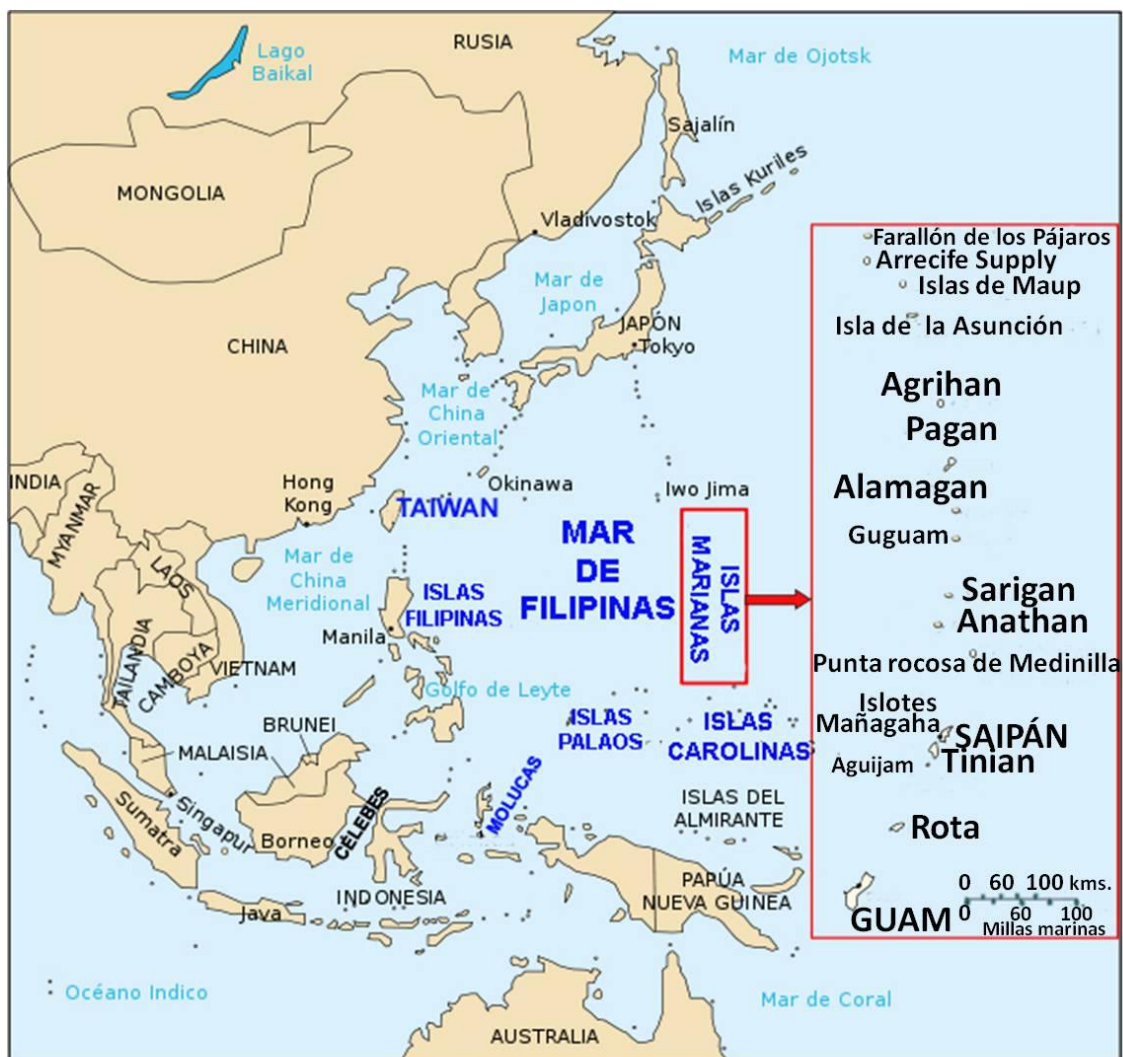 RUSIA
Lago
Baikal
Mar de Ojotsk
Sajalín
MONGOLIA
Islas Kuriles
Vladivostok
Mar de
Japon
JAPÓN
Tokyo
CHINA
Mar de
China
Oriental
INDIA
MYANMAR
Hong
Kong
TAIWAN
Okinawa
Iwo Jima
MAR
DE
FILIPINAS
ISLAS
MARIANAS
LAOS
Mar de
China
Meridional
ISLAS
FILIPINAS
Manila
TAILANDIA
CAMBOYA
VIETNAM
Golfo de Leyte
ISLAS
PALAOS
ISLAS
CAROLINAS
BRUNEI
MALAISIA
MOLUCAS
Singapur
Sumatra
Borneo
CÉLEBES
ISLAS DEL
ALMIRANTE
INDONESIA
Java
PAPÚA
NUEVA GUINEA
Océano Indico
Mar de Coral
AUSTRALIA
Farallón de los Pájaros
Arrecife Supply
Islas de Maup
Isla de la Asunción
Agrihan
Pagan
Alamagan
Guguam
Sarigan
Anathan
Punta rocosa de Medinilla
Islotes
Mañagaha
SAIPÁN
Tinian
Aguijam
Rota
GUAM
0 60 100 kms.
0 60 100
Millas marinas